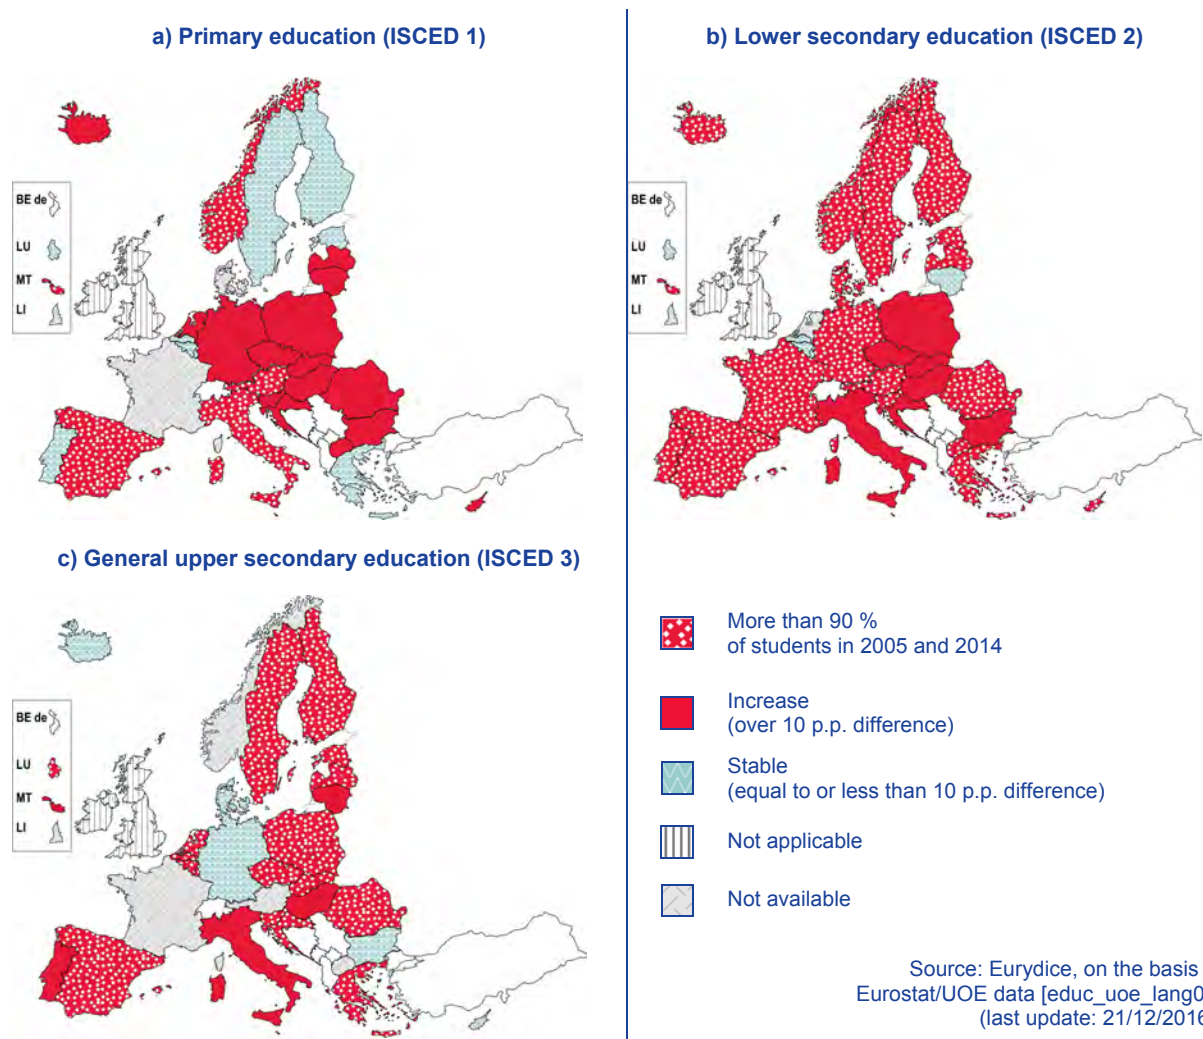 a) Primary education (ISCED 1)
b) Lower secondary education (ISCED 2)
BE de
LU
MT
LI
BE de
LU
MT
LI
c) General upper secondary education (ISCED 3)
BE de
LU
MT
LI
More than 90 %
of students in 2005 and 2014
Increase
(over 10 p.p. difference)
Stable
(equal to or less than 10 p.p. difference)
Not applicable
Not available
Source: Eurydice, on the basis
Eurostat/UOE data [educ_uoe_lang0
(last update: 21/12/2016